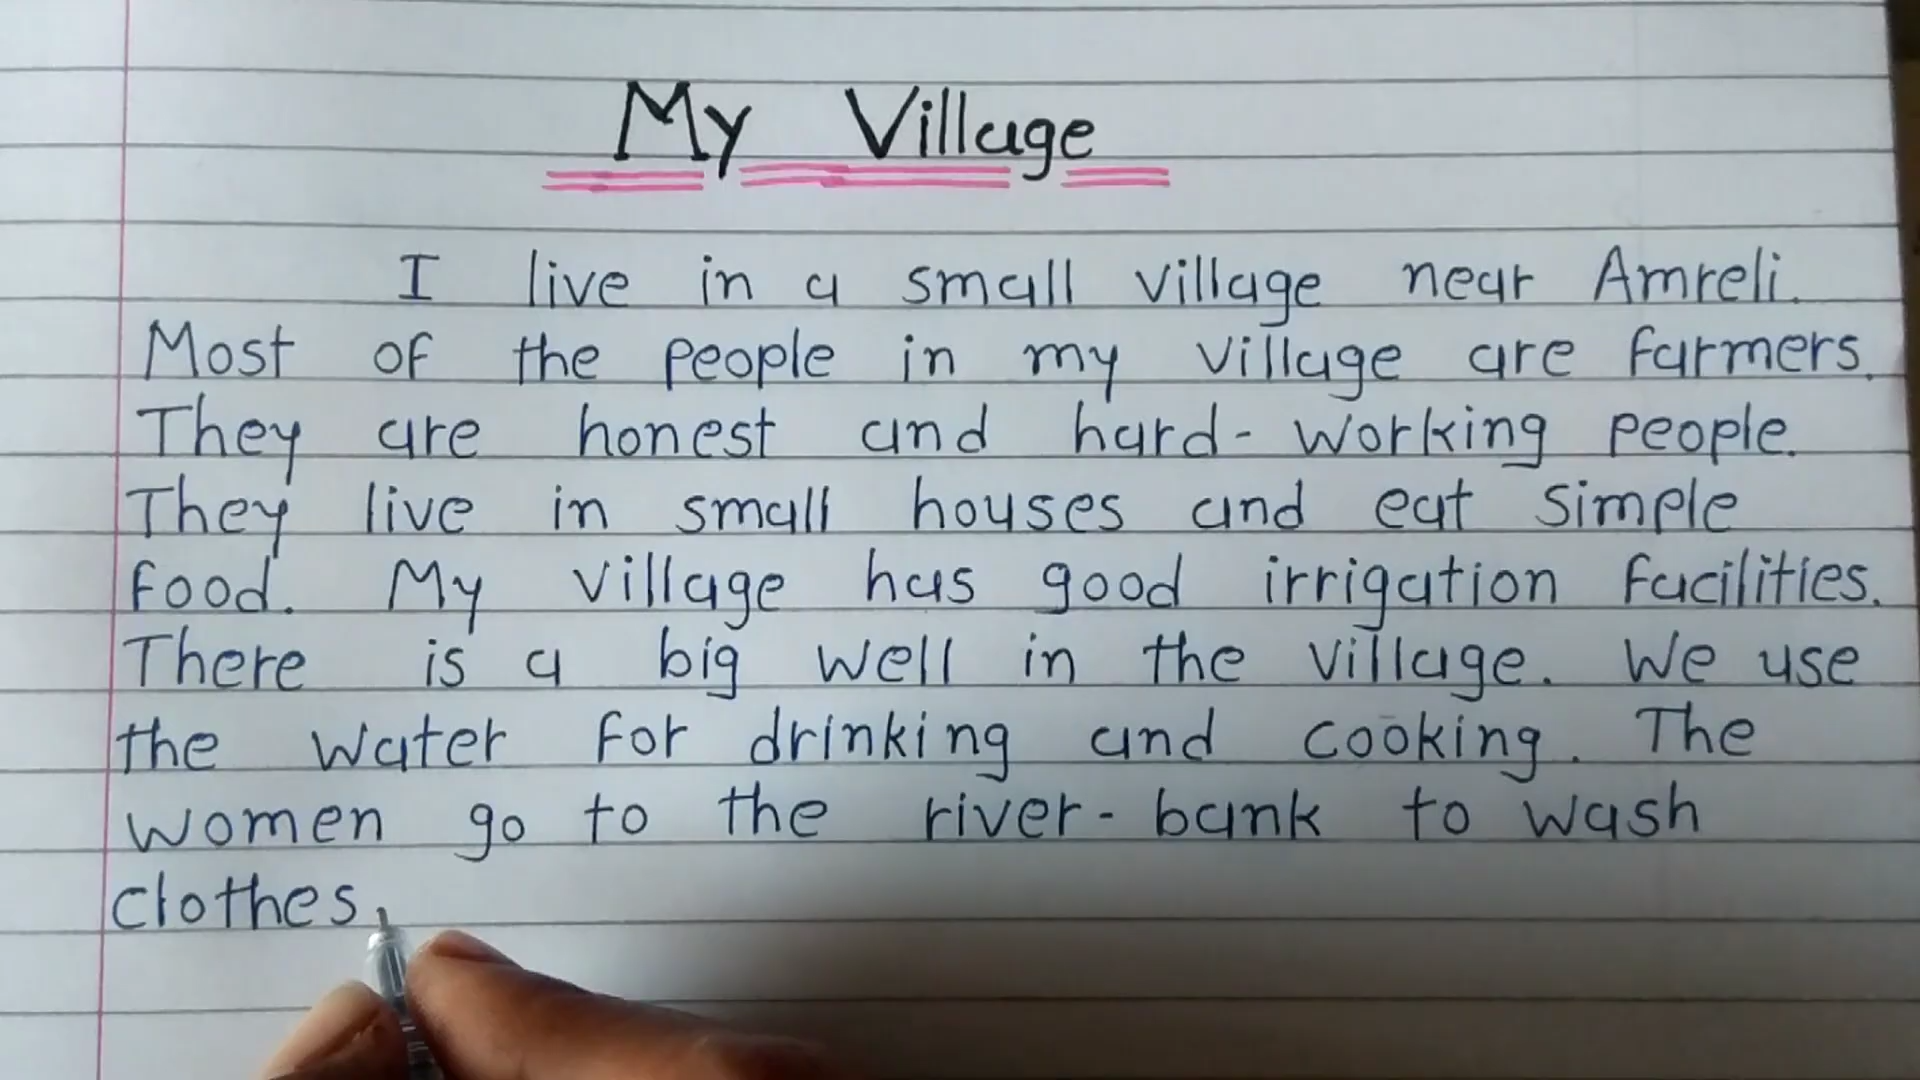 My Village
I live in a small village near Amreli.
Most of the people in my village are farmers.
They are honest and hard-working people.
They live in small houses and eat simple
food. My village has good irrigation facilities.
There is a big well in the village. We use
the water for drinking and cooking. The
women go to the river-bank to wash
clothes.